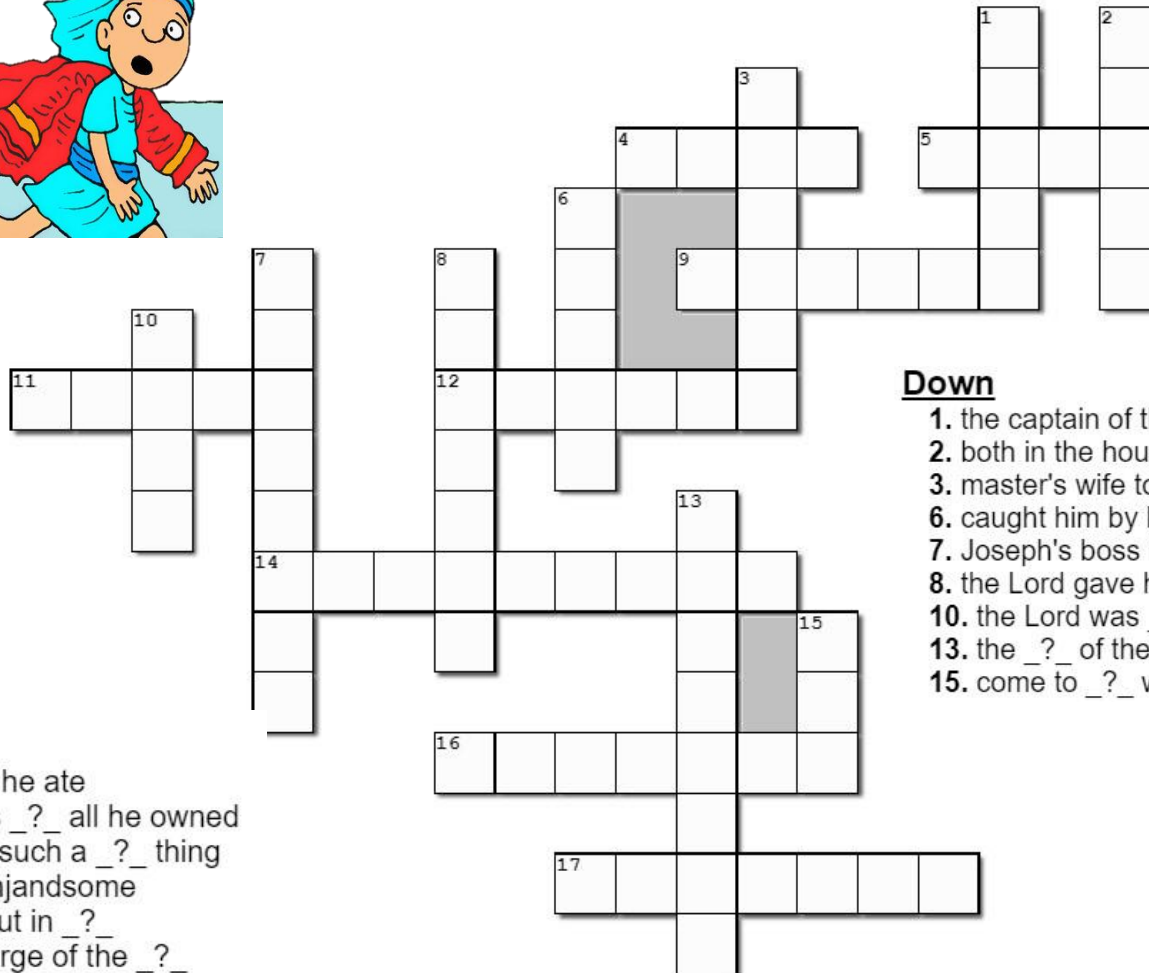 1 2
3
4 5
6
7 8 9
10
11 12
Down
1. the captain of t
2. both in the hou
3. master's wife to
6. caught him by
7. Joseph's boss
8. the Lord gave h
10. the Lord was
13. the _?_ of the
15. come to _?_ w
13
14
15
16
17
he ate
_?_ all he owned
such a _?_ thing
jandsome
ut in _?_
rge of the _?_